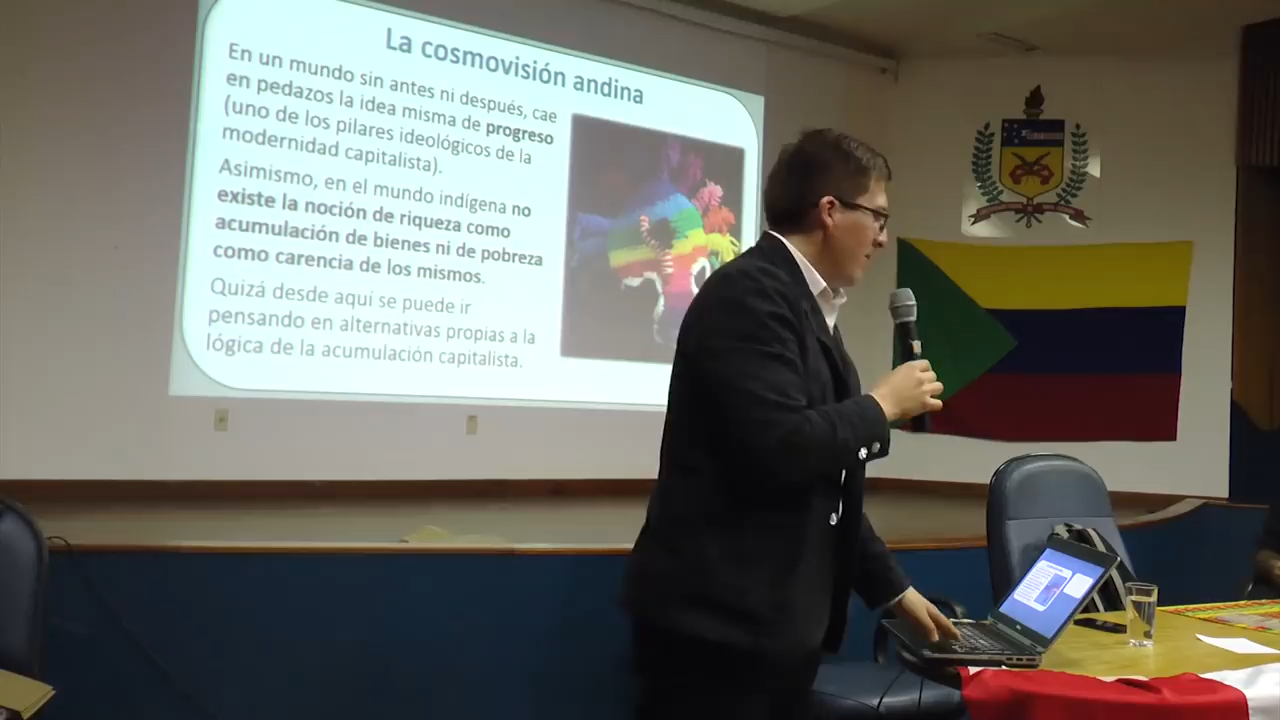 La cosmovisión andina
En un mundo sin antes ni después, cae
en pedazos la idea misma de progreso
(uno de los pilares ideológicos de la
modernidad capitalista).
Asimismo, en el mundo indígena no
existe la noción de riqueza como
acumulación de bienes ni de pobreza
como carencia de los mismos.
Quizá desde aquí se puede ir
pensando en alternativas propias a la
lógica de la acumulación capitalista.